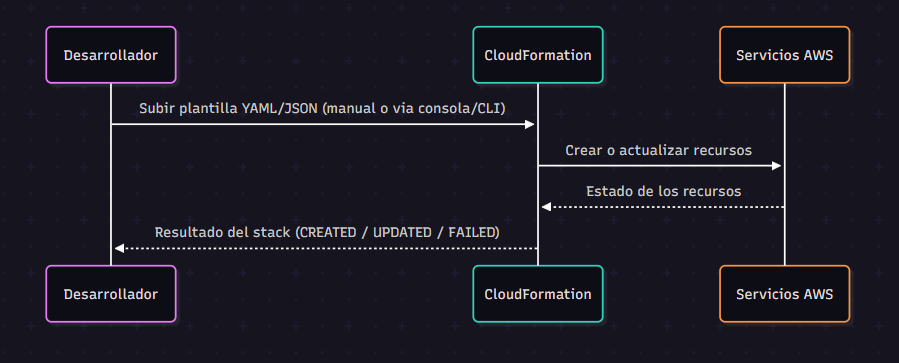 Desarrollador
CloudFormation
Servicios AWS
Subir plantilla YAML/JSON (manual o via consola/CLI)
Crear o actualizar recursos
Estado de los recursos
Resultado del stack (CREATED / UPDATED / FAILED)
Desarrollador
CloudFormation
Servicios AWS